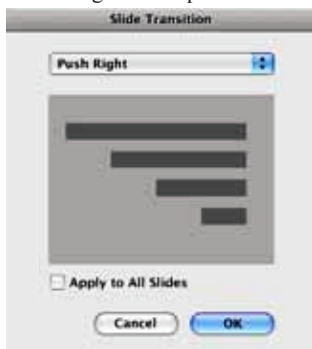 Slide Transition
Push Right
Apply to All Slides
Cancel
OK